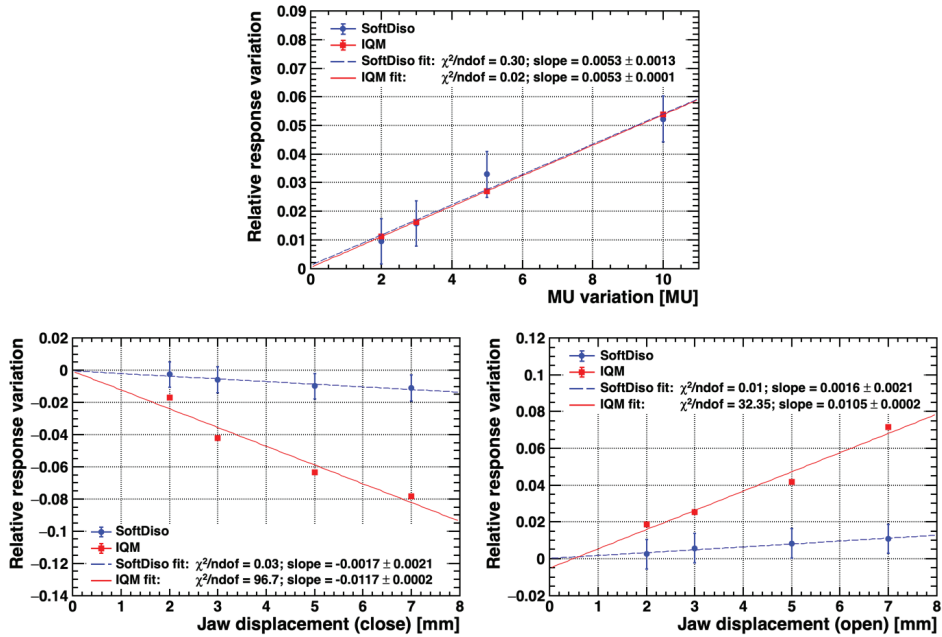 Relative response variation
0.09
0.08
0.07
0.06
0.05
0.04
0.03
0.02
0.01
0
SoftDiso
IQM
SoftDiso fit: χ²/ndof = 0.30; slope = 0.0053 ± 0.0013
IQM fit: χ²/ndof = 0.02; slope = 0.0053 ± 0.0001
0 2 4 6 8 10
MU variation [MU]
Relative response variation
0.02
0
−0.02
−0.04
−0.06
−0.08
−0.1
−0.12
−0.14
SoftDiso
IQM
SoftDiso fit: χ²/ndof = 0.03; slope = -0.0017 ± 0.0021
IQM fit: χ²/ndof = 96.7; slope = -0.0117 ± 0.0002
0 1 2 3 4 5 6 7 8
Jaw displacement (close) [mm]
Relative response variation
0.12
0.1
0.08
0.06
0.04
0.02
0
−0.02
SoftDiso
IQM
SoftDiso fit: χ²/ndof = 0.01; slope = 0.0016 ± 0.0021
IQM fit: χ²/ndof = 32.35; slope = 0.0105 ± 0.0002
0 1 2 3 4 5 6 7 8
Jaw displacement (open) [mm]